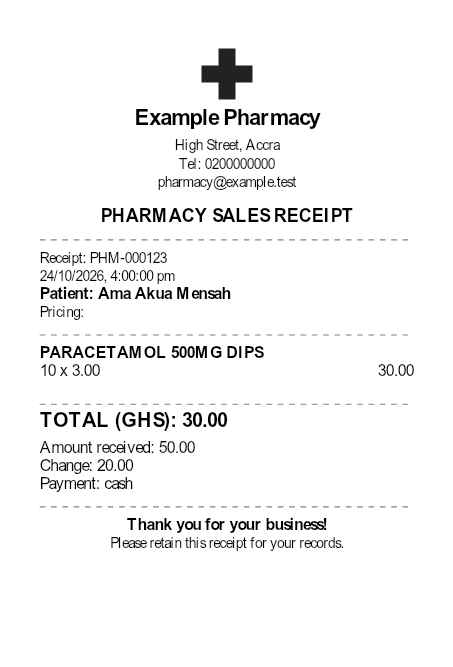 Example Pharmacy
High Street, Accra
Tel: 0200000000
pharmacy@example.test
PHARMACY SALES RECEIPT
Receipt: PHM-000123
24/10/2026, 4:00:00 pm
Patient: Ama Akua Mensah
Pricing:
PARACETAMOL 500MG DIPS
10 x 3.00 30.00
TOTAL (GHS): 30.00
Amount received: 50.00
Change: 20.00
Payment: cash
Thank you for your business!
Please retain this receipt for your records.